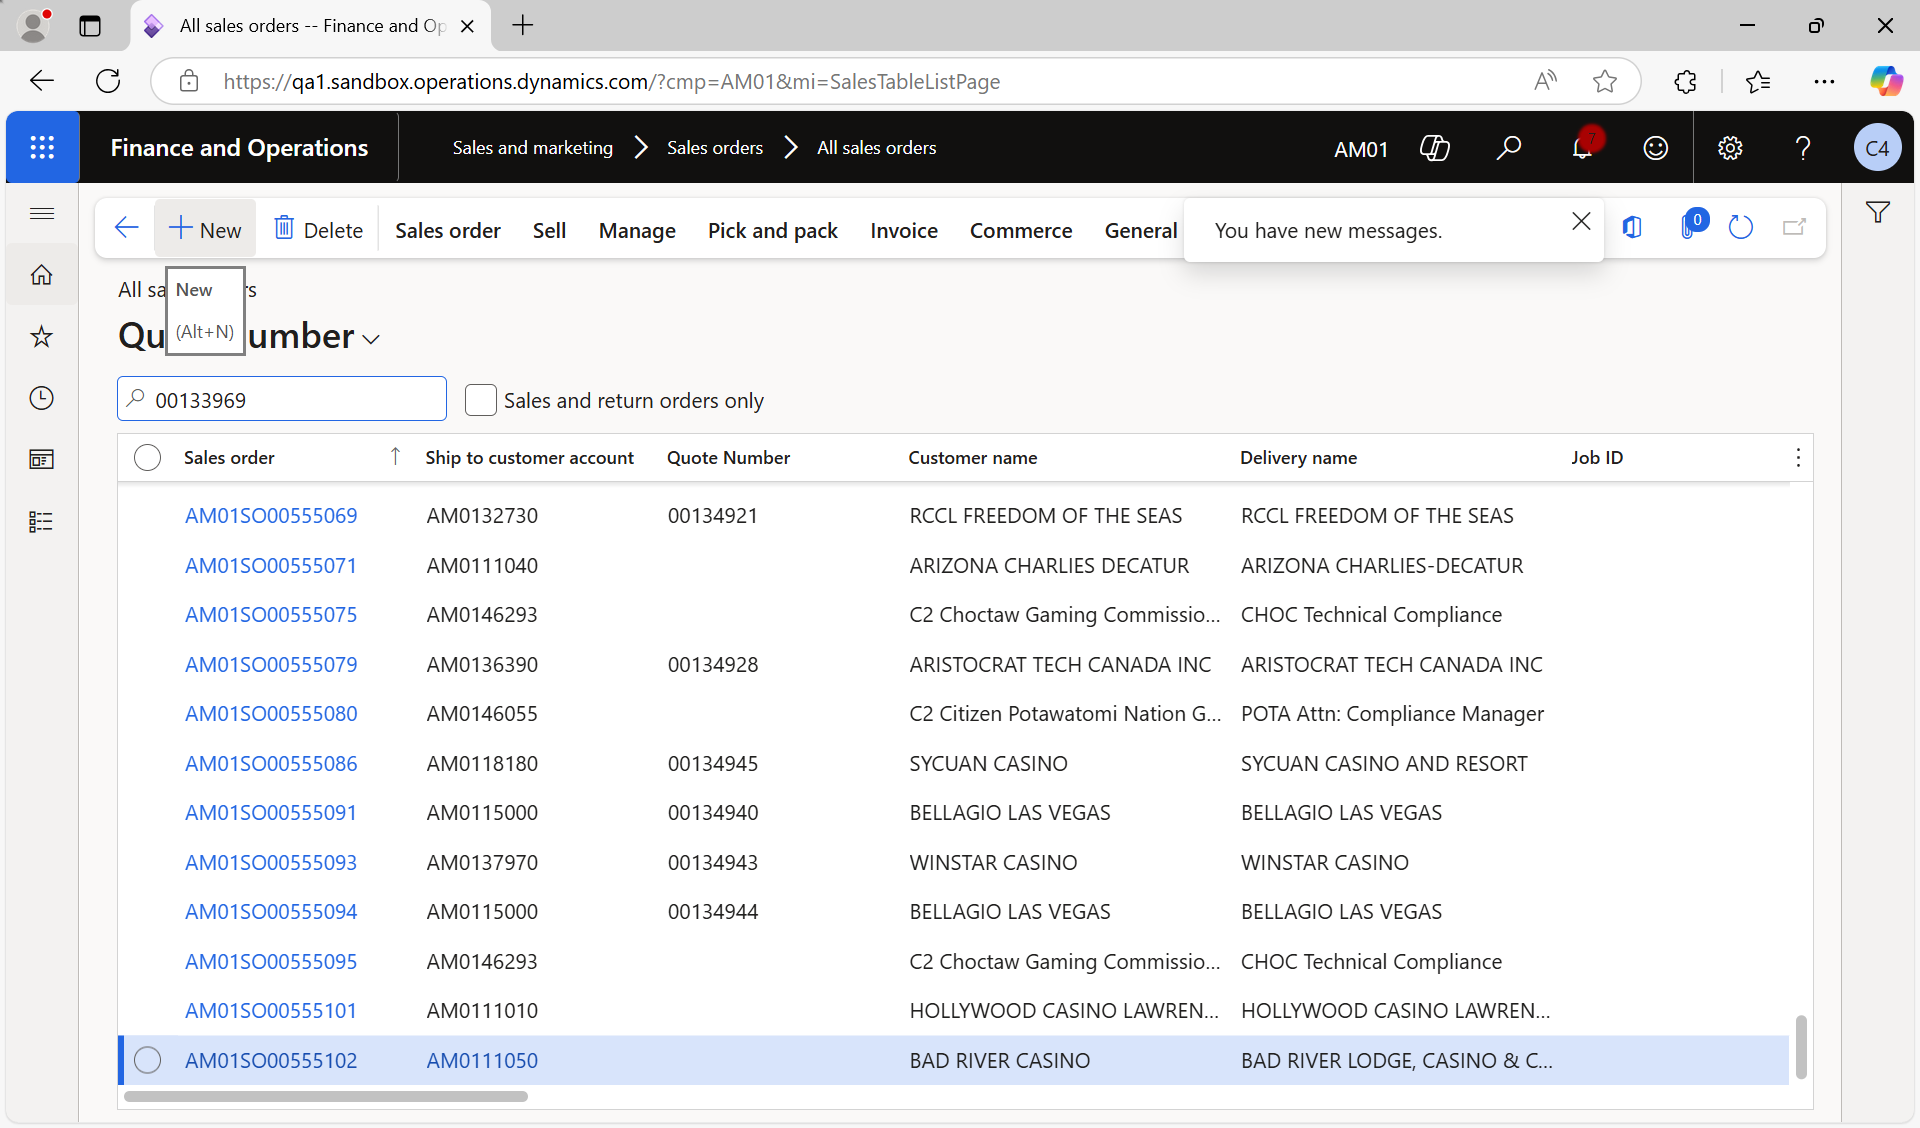 All sales orders -- Finance and Op
https://qa1.sandbox.operations.dynamics.com/?cmp=AM01&mi=SalesTableListPage
Finance and Operations
Sales and marketing Sales orders All sales orders
AM01
7
C4
New Delete Sales order Sell Manage Pick and pack Invoice Commerce General
You have new messages.
0
All sa rs
New
(Alt+N)
Qu umber
00133969
Sales and return orders only
Sales order Ship to customer account Quote Number Customer name Delivery name Job ID
AM01SO00555069 AM0132730 00134921 RCCL FREEDOM OF THE SEAS RCCL FREEDOM OF THE SEAS
AM01SO00555071 AM0111040 ARIZONA CHARLIES DECATUR ARIZONA CHARLIES-DECATUR
AM01SO00555075 AM0146293 C2 Choctaw Gaming Commissio... CHOC Technical Compliance
AM01SO00555079 AM0136390 00134928 ARISTOCRAT TECH CANADA INC ARISTOCRAT TECH CANADA INC
AM01SO00555080 AM0146055 C2 Citizen Potawatomi Nation G... POTA Attn: Compliance Manager
AM01SO00555086 AM0118180 00134945 SYCUAN CASINO SYCUAN CASINO AND RESORT
AM01SO00555091 AM0115000 00134940 BELLAGIO LAS VEGAS BELLAGIO LAS VEGAS
AM01SO00555093 AM0137970 00134943 WINSTAR CASINO WINSTAR CASINO
AM01SO00555094 AM0115000 00134944 BELLAGIO LAS VEGAS BELLAGIO LAS VEGAS
AM01SO00555095 AM0146293 C2 Choctaw Gaming Commissio... CHOC Technical Compliance
AM01SO00555101 AM0111010 HOLLYWOOD CASINO LAWREN... HOLLYWOOD CASINO LAWREN...
AM01SO00555102 AM0111050 BAD RIVER CASINO BAD RIVER LODGE, CASINO & C...